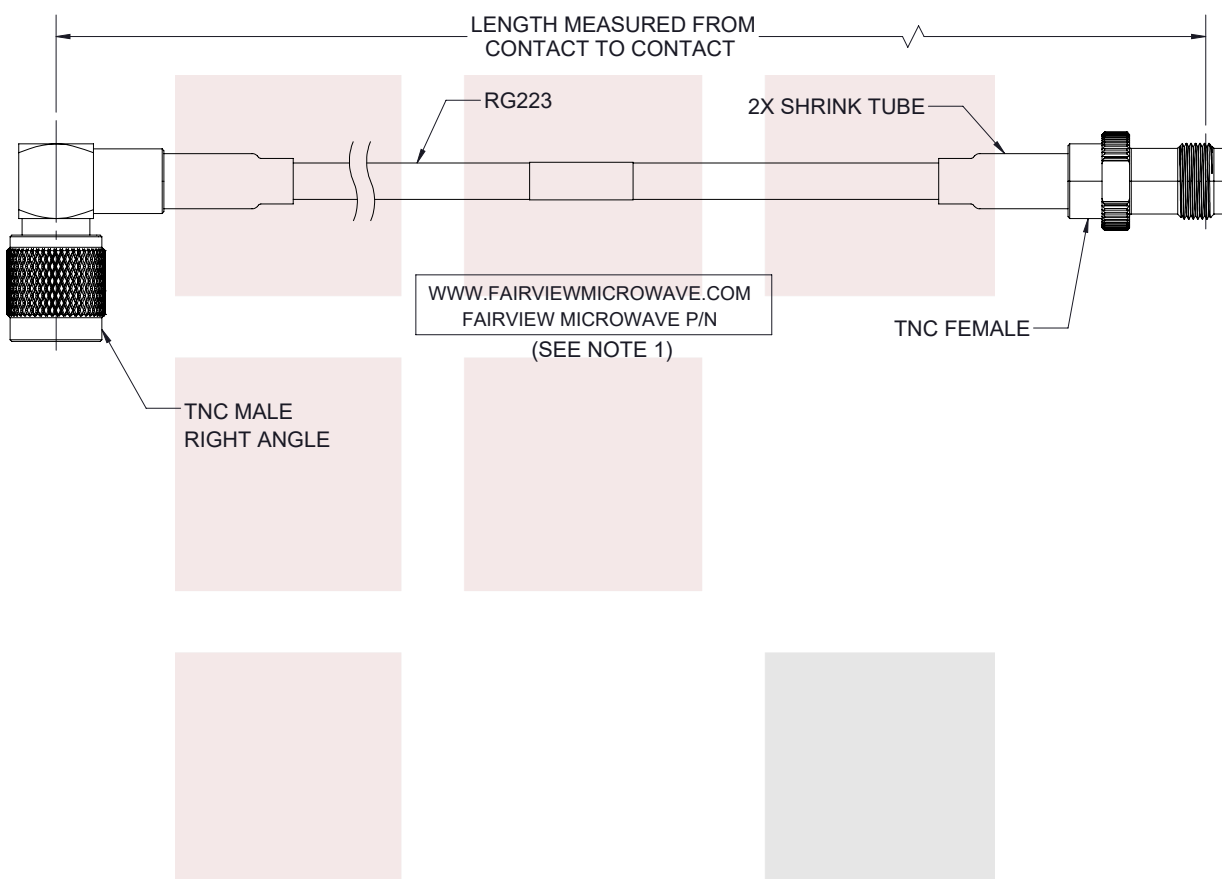 LENGTH MEASURED FROM
CONTACT TO CONTACT
RG223
2X SHRINK TUBE
WWW.FAIRVIEWMICROWAVE.COM
FAIRVIEW MICROWAVE P/N
(SEE NOTE 1)
TNC FEMALE
TNC MALE
RIGHT ANGLE